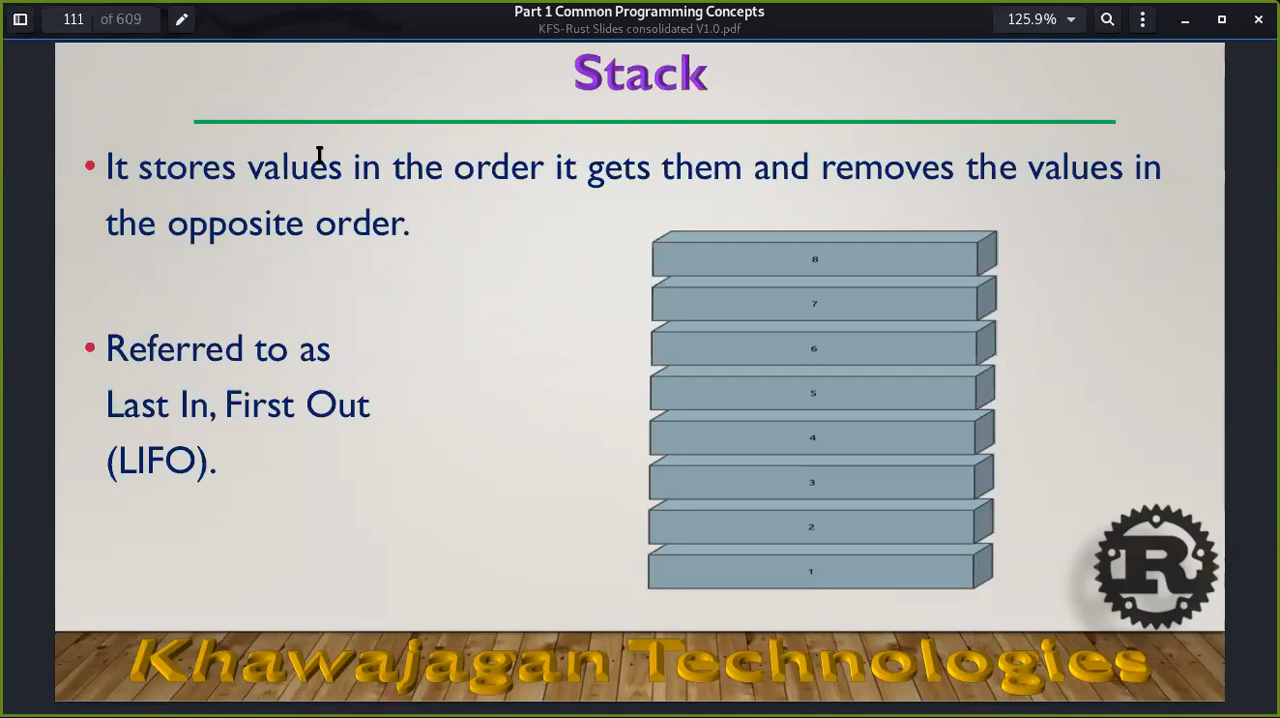 111 of 609
Part 1 Common Programming Concepts
KFS-Rust Slides consolidated V1.0.pdf
125.9%
Stack
• It stores values in the order it gets them and removes the values in
the opposite order.
• Referred to as
Last In, First Out
(LIFO).
8
7
6
5
4
3
2
1
R
Khawajagan Technologies